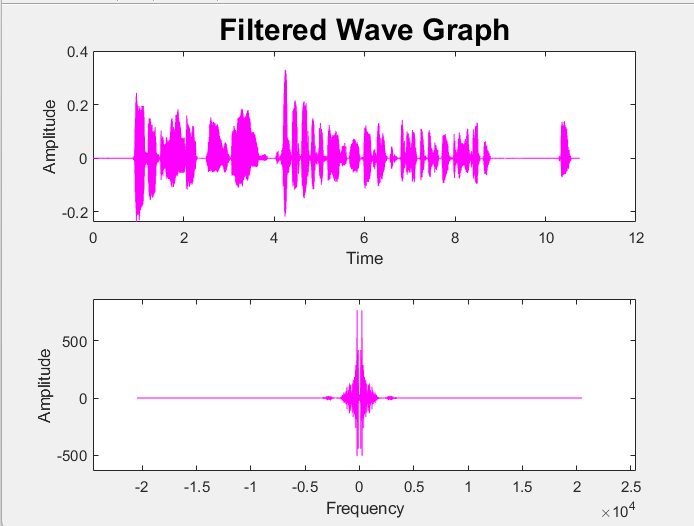 Filtered Wave Graph
0.4
0.2
0
-0.2
Amplitude
0 2 4 6 8 10 12
Time
500
0
-500
Amplitude
-2 -1.5 -1 -0.5 0 0.5 1 1.5 2 2.5
Frequency
×10⁴